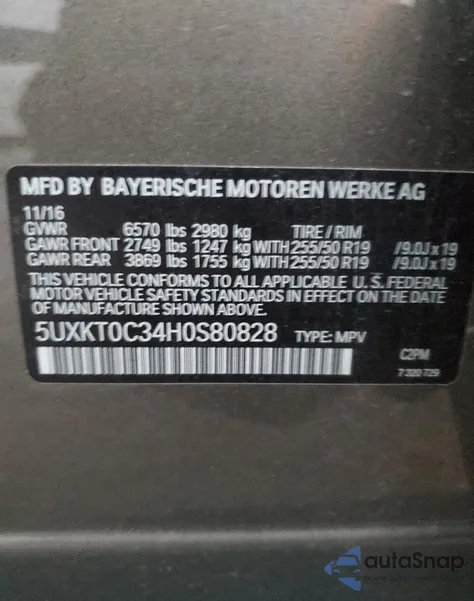 MFD BY BAYERISCHE MOTOREN WERKE AG
11/16
GVWR 6570 lbs 2980 kg TIRE / RIM
GAWR FRONT 2749 lbs 1247 kg WITH 255/50 R19 /9.0J x 19
GAWR REAR 3869 lbs 1755 kg WITH 255/50 R19 /9.0J x 19
THIS VEHICLE CONFORMS TO ALL APPLICABLE U. S. FEDERAL
MOTOR VEHICLE SAFETY STANDARDS IN EFFECT ON THE DATE
OF MANUFACTURE SHOWN ABOVE.
5UXKT0C34H0S80828 TYPE: MPV
C2PM
7 320 729
autoSnap